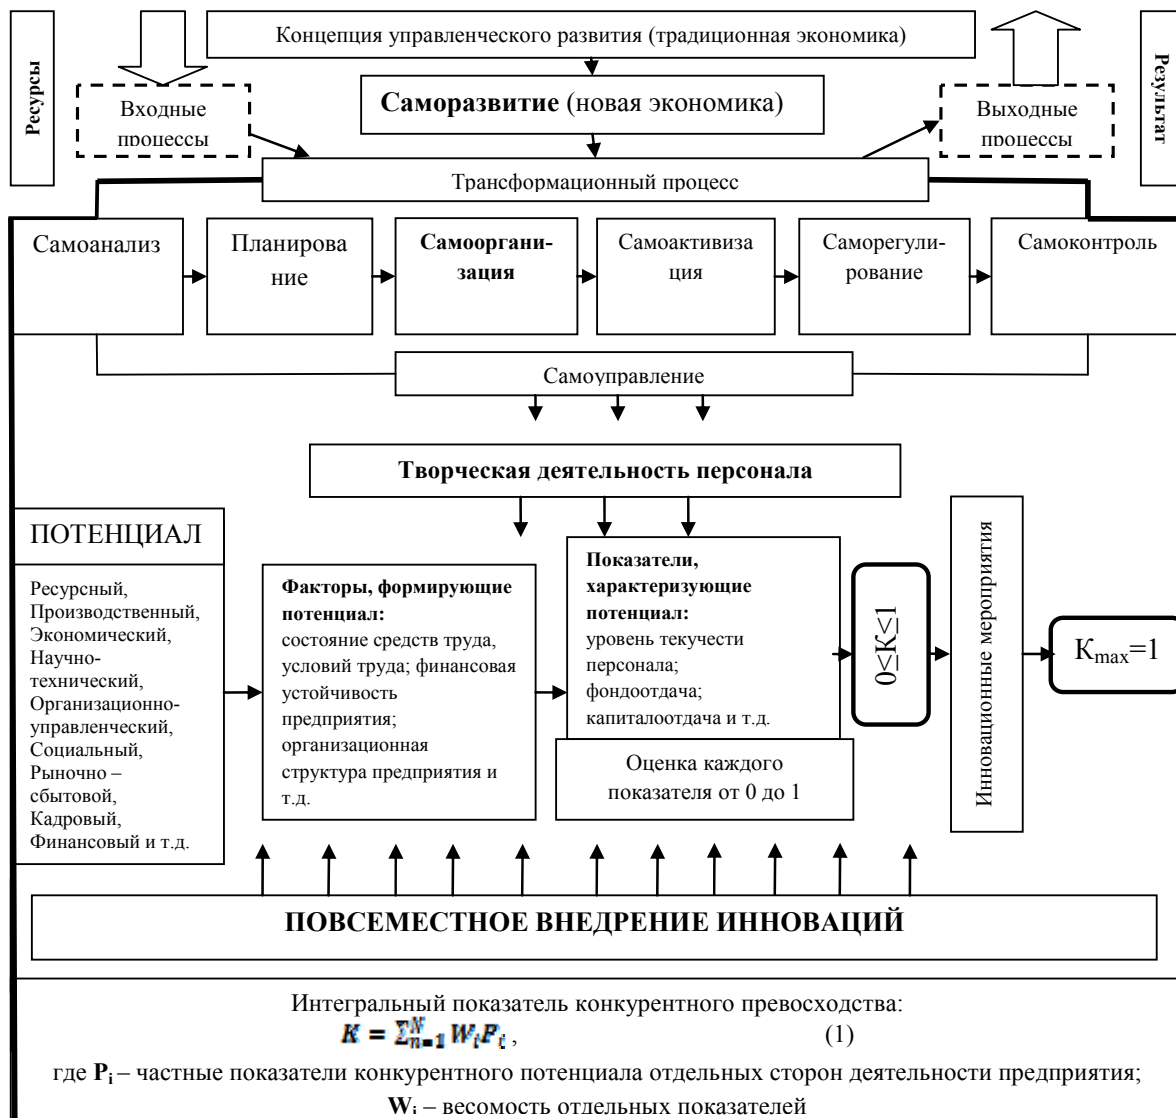 Ресурсы
Концепция управленческого развития (традиционная экономика)
Результат
Саморазвитие (новая экономика)
Входные
процессы
Выходные
процессы
Трансформационный процесс
Самоанализ
Планирова
ние
Самоорганиз-
зация
Самоактивиза
ция
Саморегули-
рование
Самоконтроль
Самоуправление
Творческая деятельность персонала
ПОТЕНЦИАЛ
Ресурсный,
Производственный,
Экономический,
Научно-
технический,
Организационно-
управленческий,
Социальный,
Рыночно –
сбытовой,
Кадровый,
Финансовый и т.д.
Факторы, формирующие
потенциал:
состояние средств труда,
условий труда; финансовая
устойчивость
предприятия;
организационная
структура предприятия и
т.д.
Показатели,
характеризующие
потенциал:
уровень текучести
персонала;
фондоотдача;
капиталоотдача и т.д.
Оценка каждого
показателя от 0 до 1
0≤К≤1
Инновационные мероприятия
Kmax=1
ПОВСЕМЕСТНОЕ ВНЕДРЕНИЕ ИННОВАЦИЙ
Интегральный показатель конкурентного превосходства:
K = Σ_{n=1}^{N} W_i P_i , (1)
где Pi – частные показатели конкурентного потенциала отдельных сторон деятельности предприятия;
Wi – весомость отдельных показателей